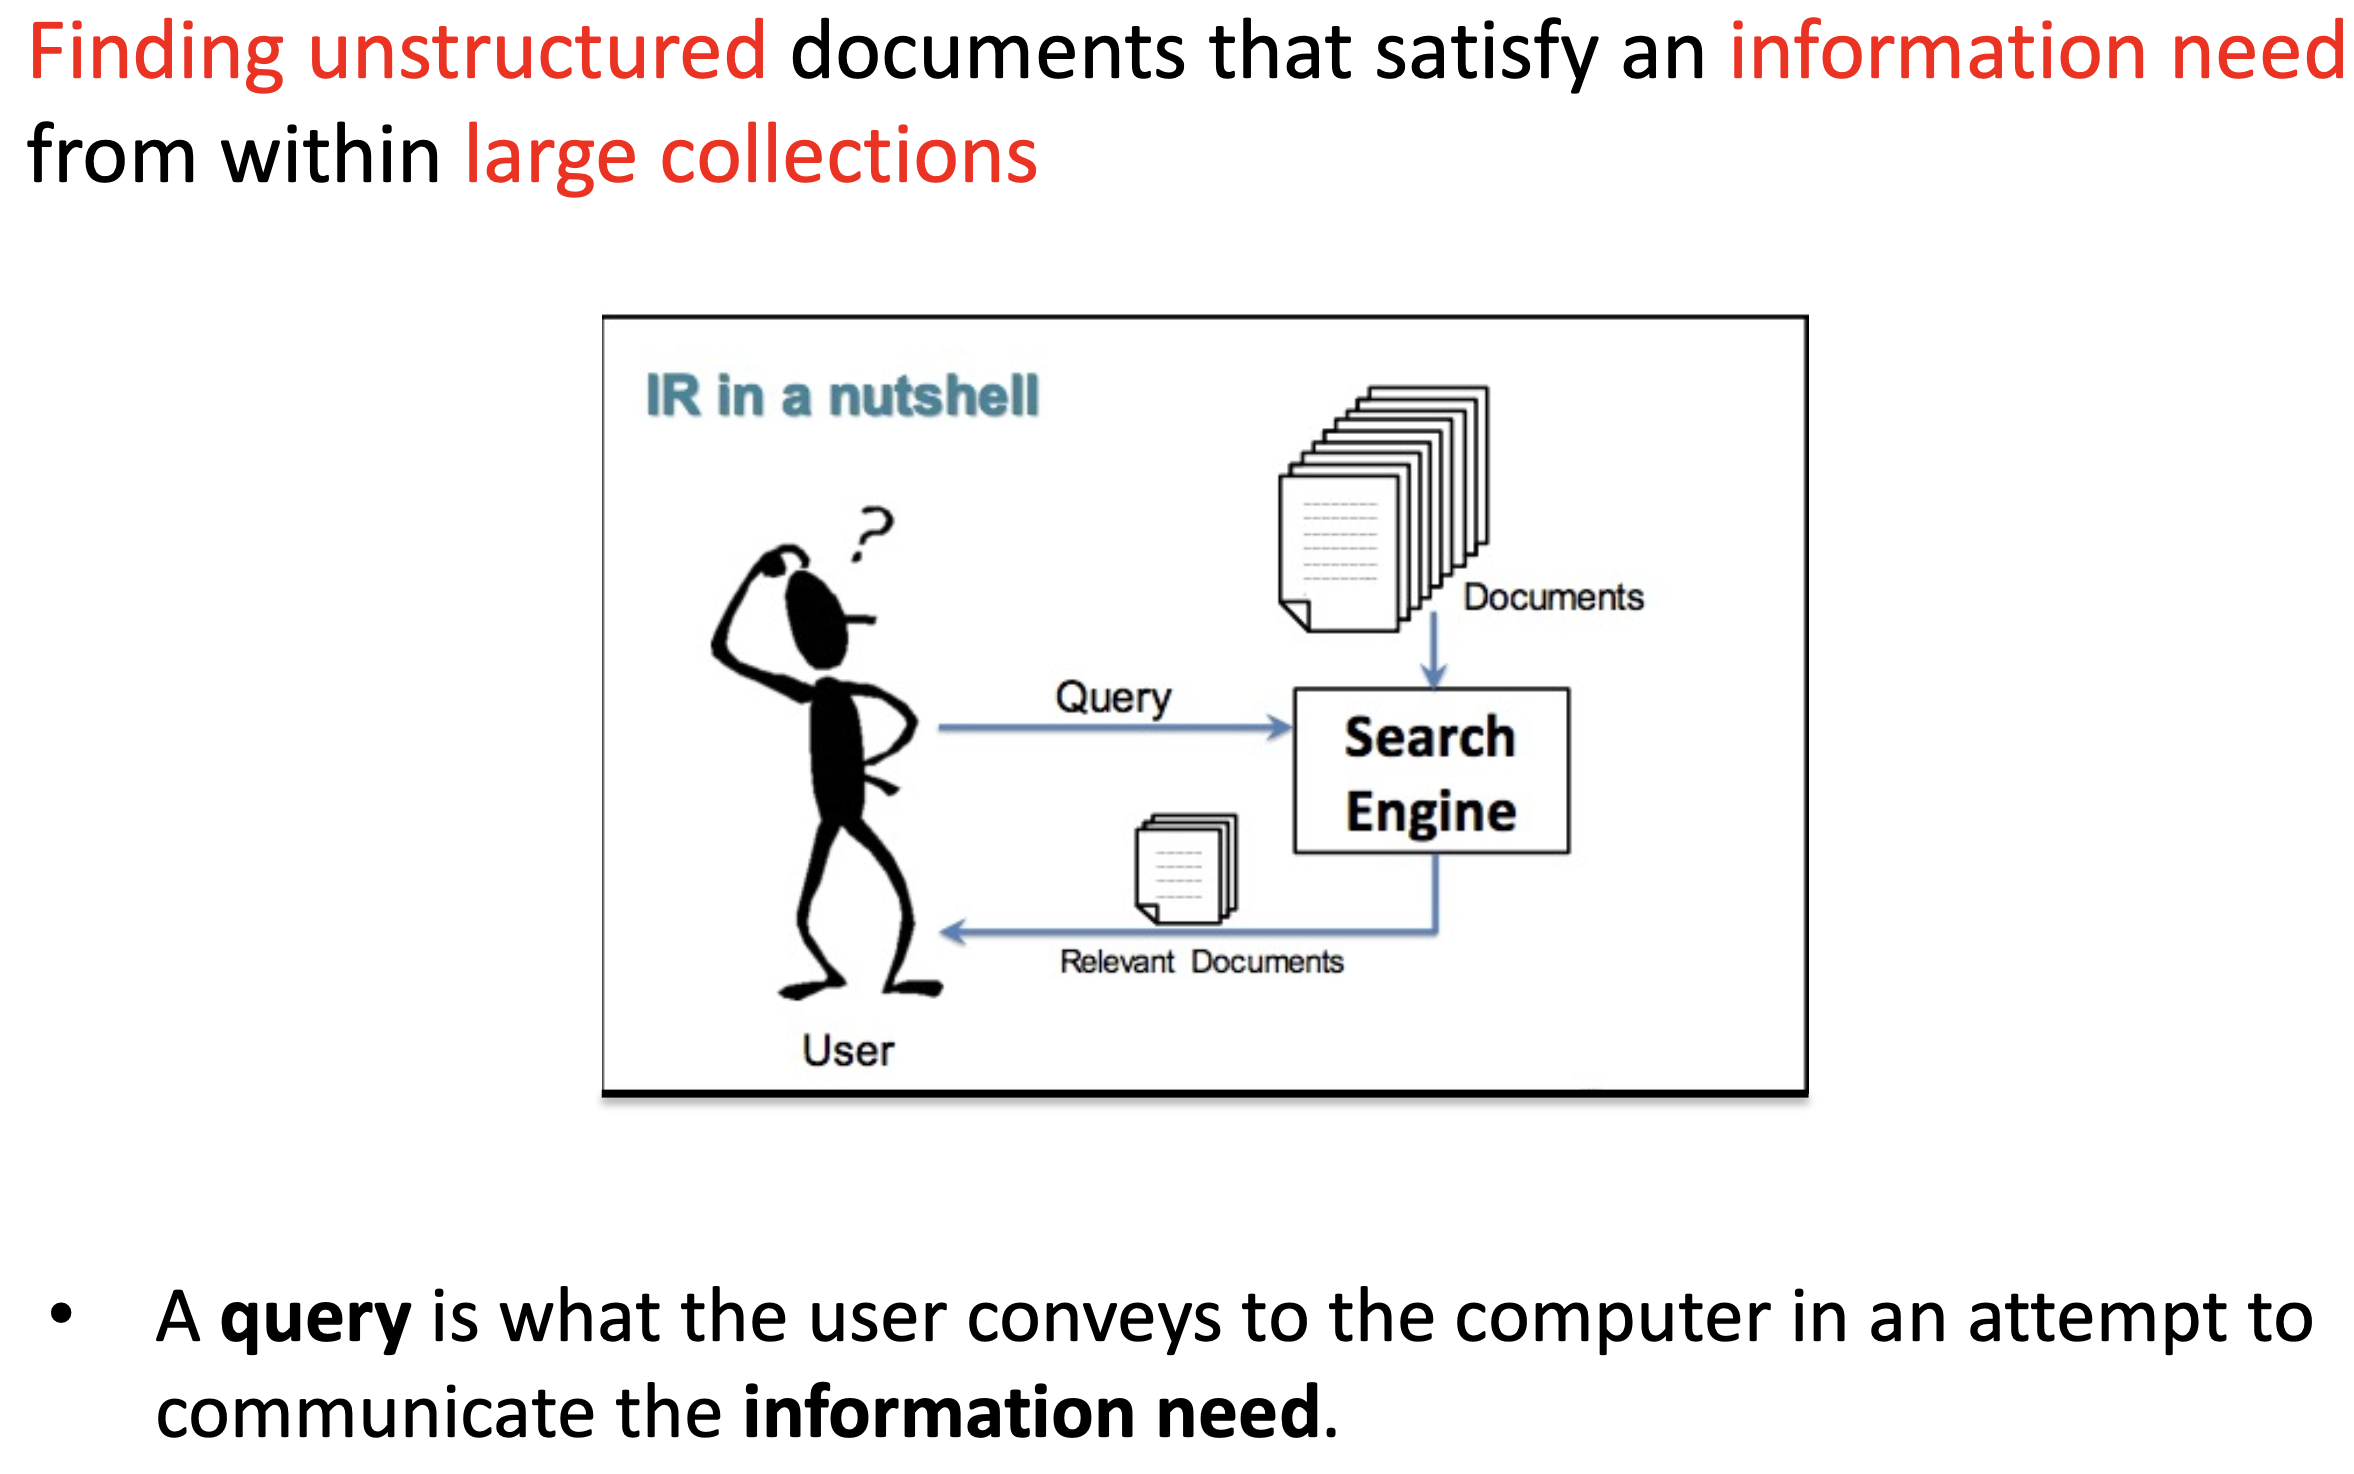 Finding unstructured documents that satisfy an information need
from within large collections
IR in a nutshell
?
Documents
Query
Search
Engine
Relevant Documents
User
• A query is what the user conveys to the computer in an attempt to
communicate the information need.